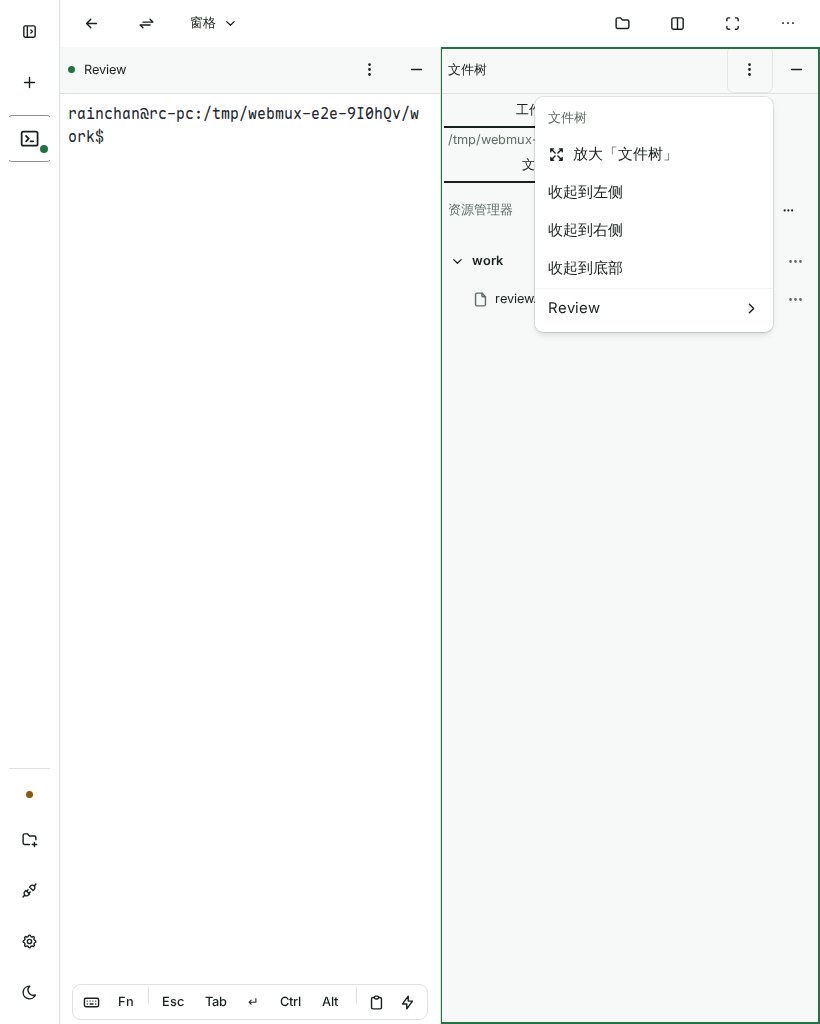 窗格
Review
rainchan@rc-pc:/tmp/webmux-e2e-9I0hQv/w
ork$
文件树
/tmp/webmux-
资源管理器
work
review.
文件树
放大「文件树」
收起到左侧
收起到右侧
收起到底部
Review
Fn
Esc
Tab
↵
Ctrl
Alt